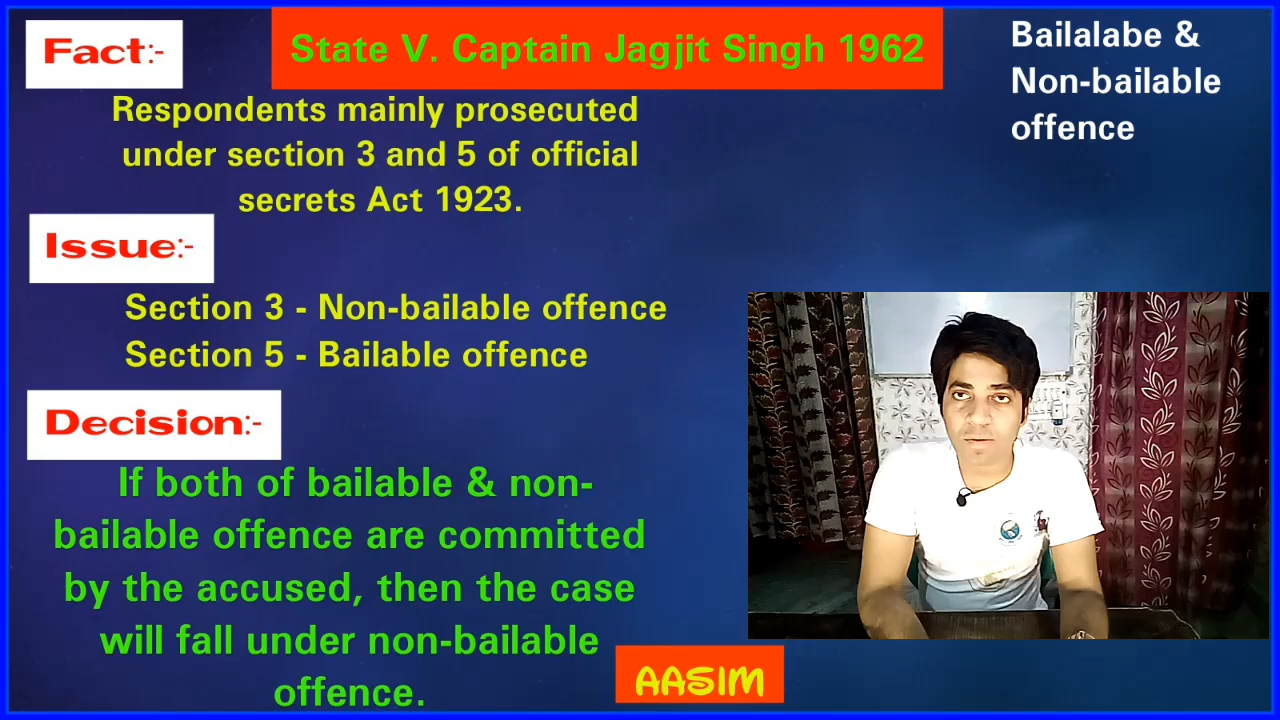 Fact:-
State V. Captain Jagjit Singh 1962
Bailalabe &
Non-bailable
offence
Respondents mainly prosecuted
under section 3 and 5 of official
secrets Act 1923.
Issue:-
Section 3 - Non-bailable offence
Section 5 - Bailable offence
Decision:-
If both of bailable & non-
bailable offence are committed
by the accused, then the case
will fall under non-bailable
offence.
AASIM